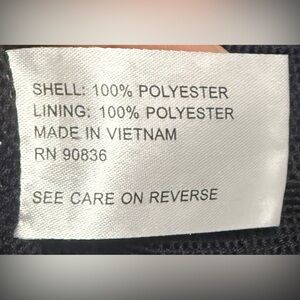 SHELL: 100% POLYESTER
LINING: 100% POLYESTER
MADE IN VIETNAM
RN 90836
SEE CARE ON REVERSE